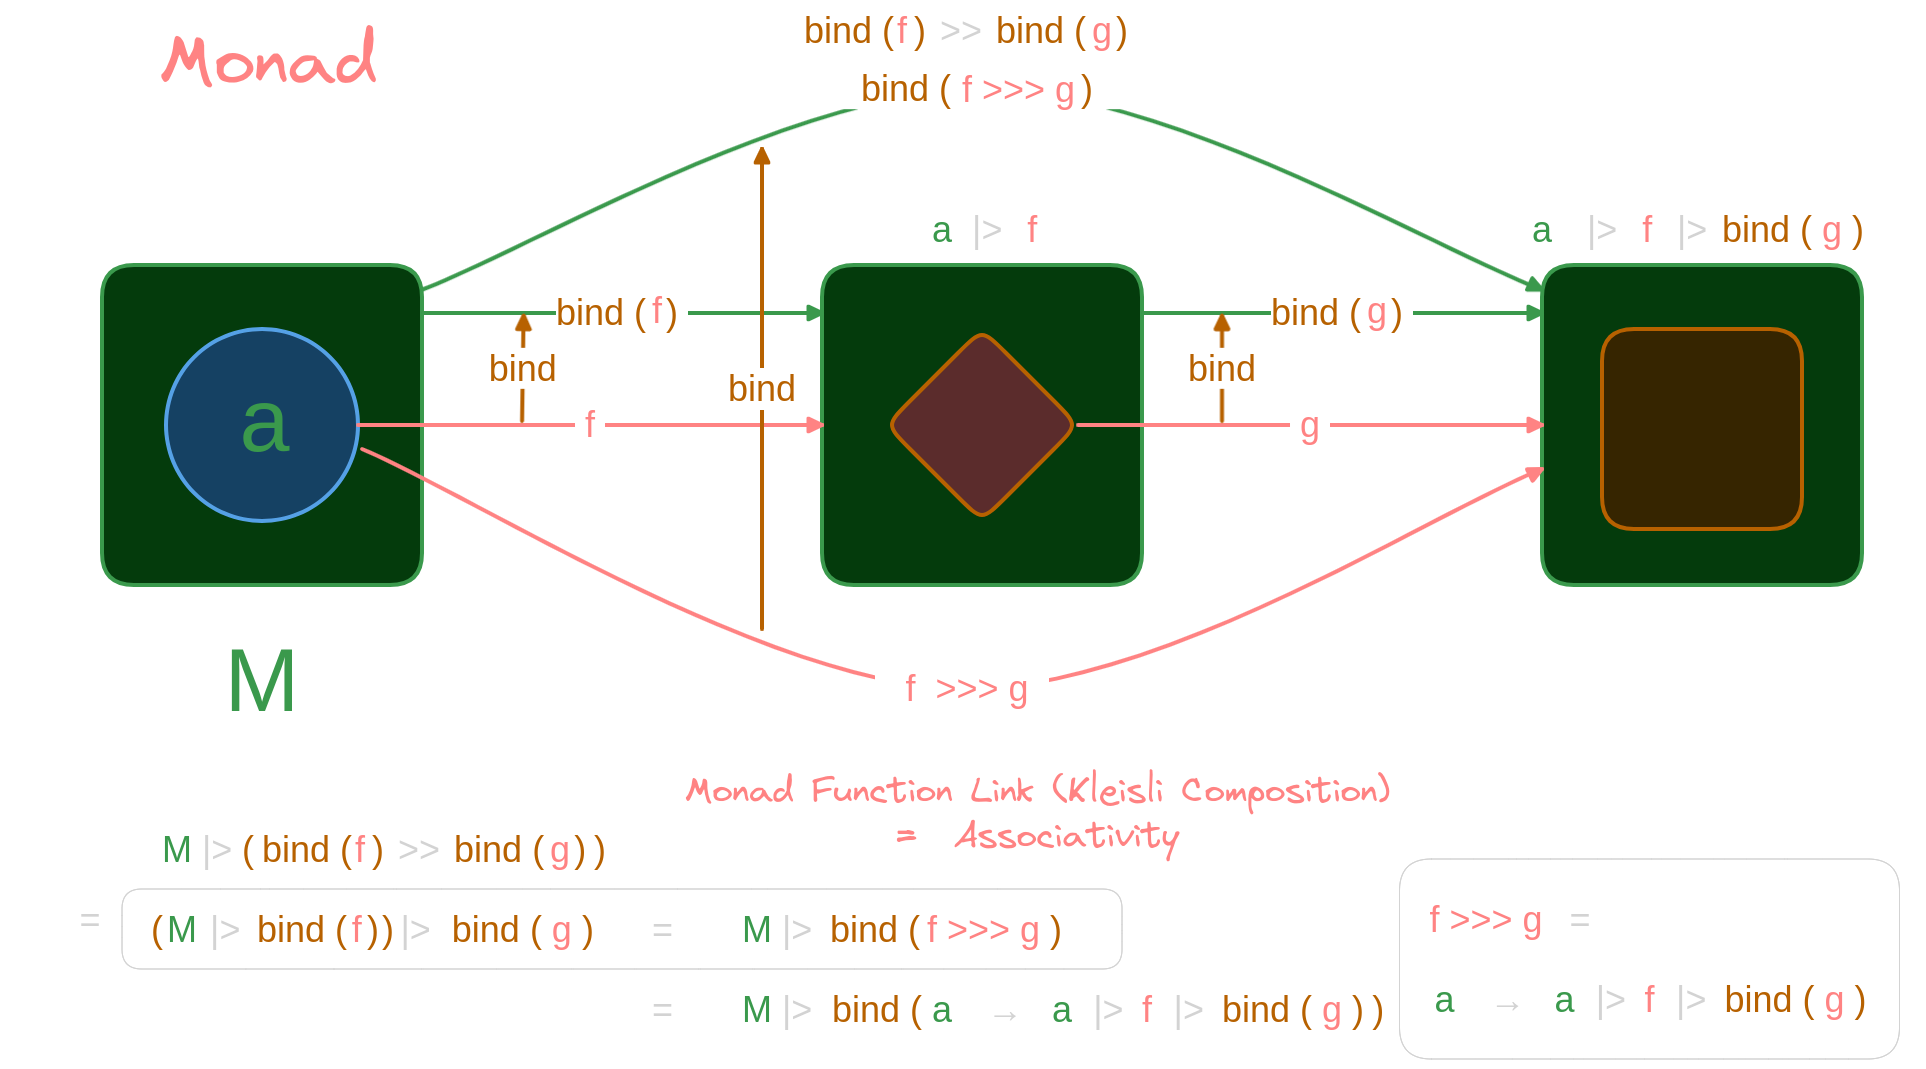 Monad
bind (f) >> bind (g)
bind ( f >>> g)
a |> f
a |> f |> bind ( g )
bind (f)
bind (g)
bind
bind
bind
a
f
g
M
f >>> g
Monad Function Link (Kleisli Composition)
= Associativity
M |> (bind (f) >> bind (g))
= (M |> bind (f)) |> bind ( g ) = M |> bind (f >>> g )
= M |> bind ( a → a |> f |> bind ( g ) )
f >>> g =
a → a |> f |> bind ( g )